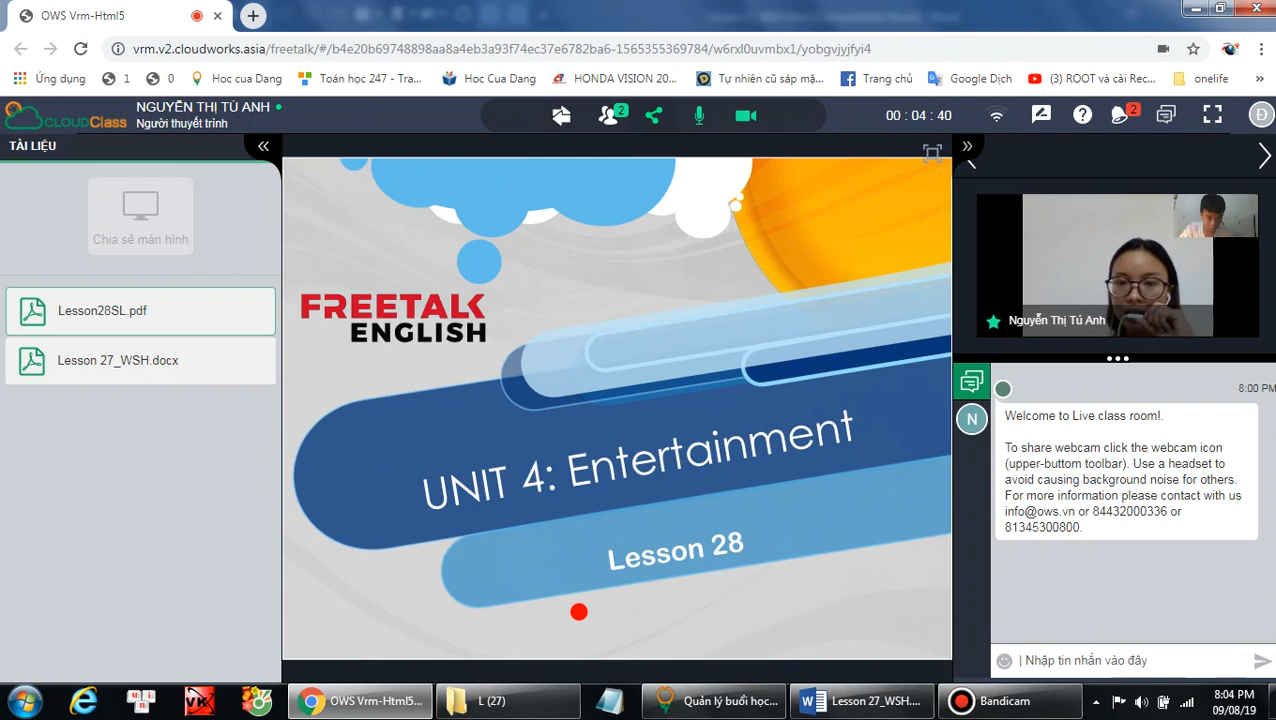 OWS Vrm-Html5
vrm.v2.cloudworks.asia/freetalk/#/b4e20b69748898aa8a4eb3a93f74ec37e6782ba6-1565355369784/w6rxl0uvmbx1/yobgvjyjfyi4
Ứng dụng
1
0
Hoc cua Dang
Toán học 247 - Tra...
Học Cua Dang
HONDA VISION 20...
Tự nhiên cũ sáp mặ...
Trang chủ
Google Dịch
(3) ROOT và cài Rec...
onelife
»
CLOUDClass
NGUYỄN THỊ TÚ ANH
Người thuyết trình
2
00 : 04 : 40
2
Đ
TÀI LIỆU
Chia sẻ màn hình
Lesson28SL.pdf
Lesson 27_WSH.docx
FREETALK
ENGLISH
UNIT 4: Entertainment
Lesson 28
Nguyễn Thị Tú Anh
8:00 PM
N
Welcome to Live class room!.
To share webcam click the webcam icon
(upper-buttom toolbar). Use a headset to
avoid causing background noise for others.
For more information please contact with us
info@ows.vn or 84432000336 or
81345300800.
Nhập tin nhắn vào đây
OWS Vrm-Html5...
L (27)
Quản lý buổi học...
Lesson 27_WSH....
Bandicam
8:04 PM
09/08/19